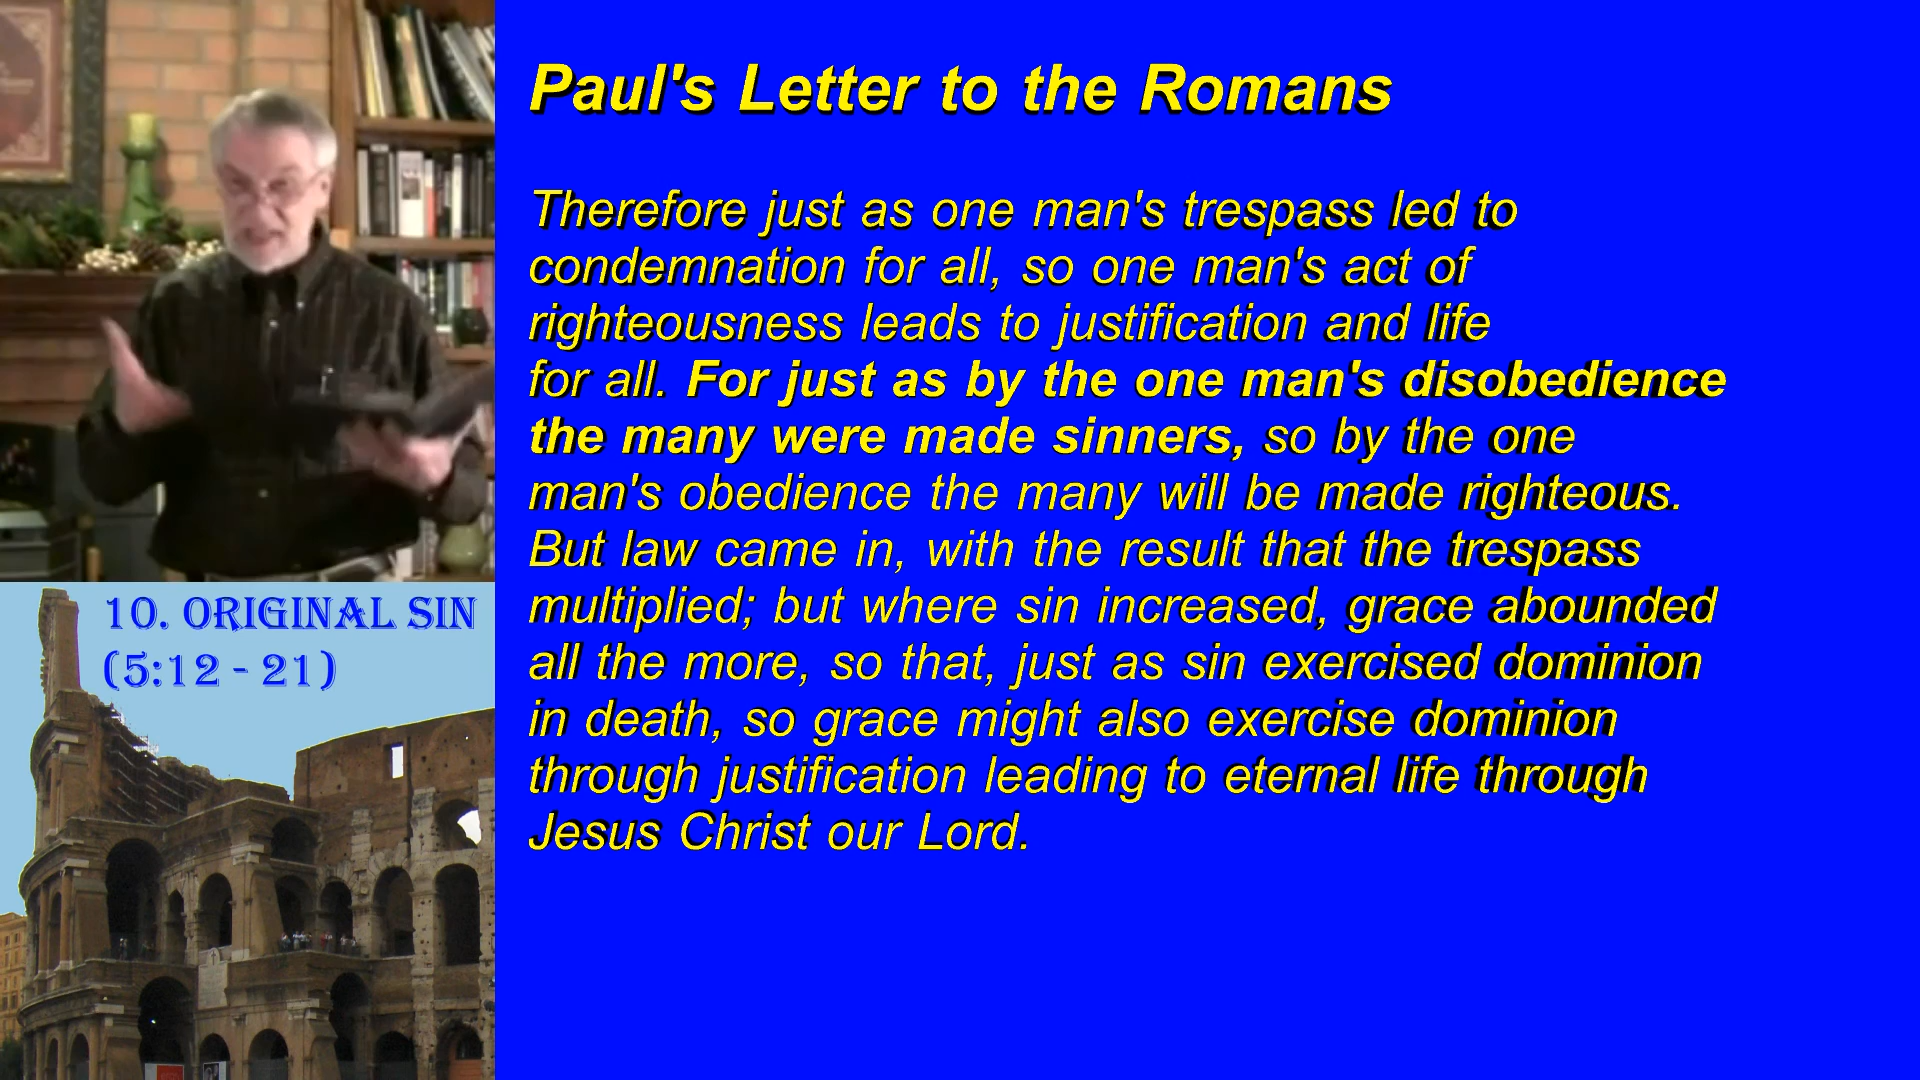 Paul's Letter to the Romans
Therefore just as one man's trespass led to
condemnation for all, so one man's act of
righteousness leads to justification and life
for all. For just as by the one man's disobedience
the many were made sinners, so by the one
man's obedience the many will be made righteous.
But law came in, with the result that the trespass
multiplied; but where sin increased, grace abounded
all the more, so that, just as sin exercised dominion
in death, so grace might also exercise dominion
through justification leading to eternal life through
Jesus Christ our Lord.
10. ORIGINAL SIN
(5:12 - 21)